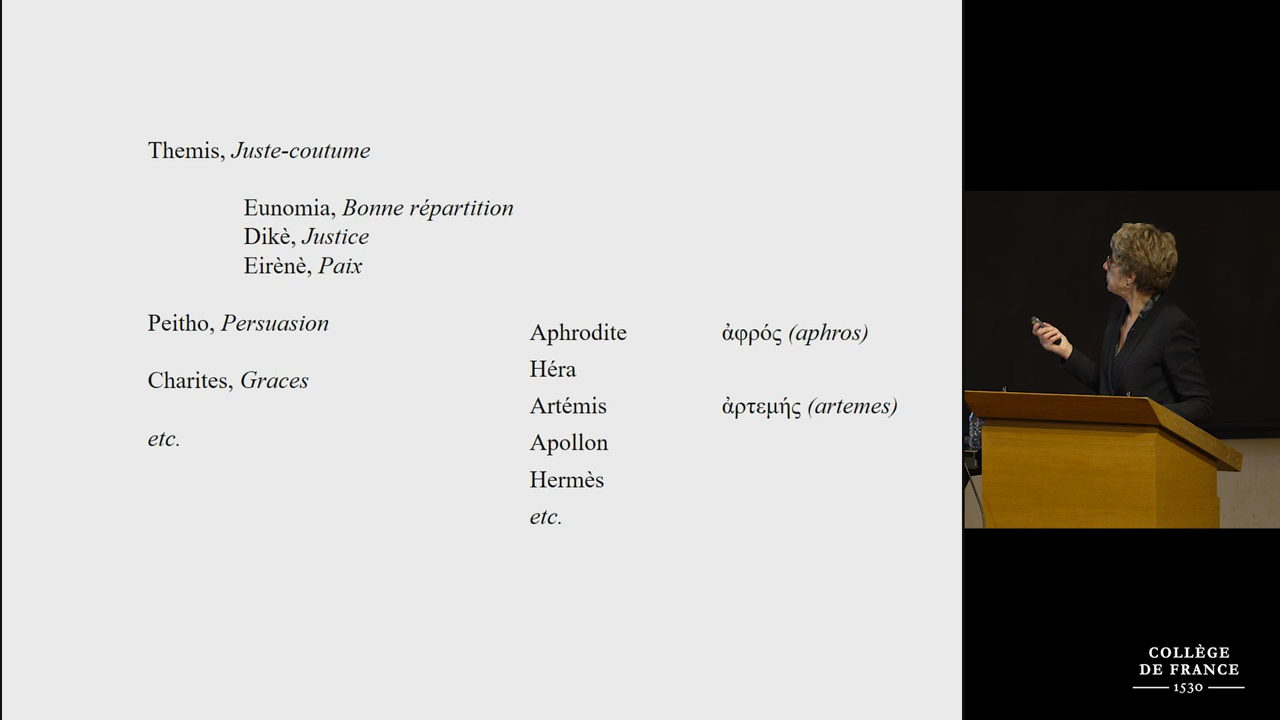 Themis, Juste-coutume
Eunomia, Bonne répartition
Dikè, Justice
Eirènè, Paix
Peitho, Persuasion
Charites, Graces
etc.
Aphrodite ἀφρός (aphros)
Héra
Artémis ἀρτεμής (artemes)
Apollon
Hermès
etc.
COLLÈGE
DE FRANCE
1530